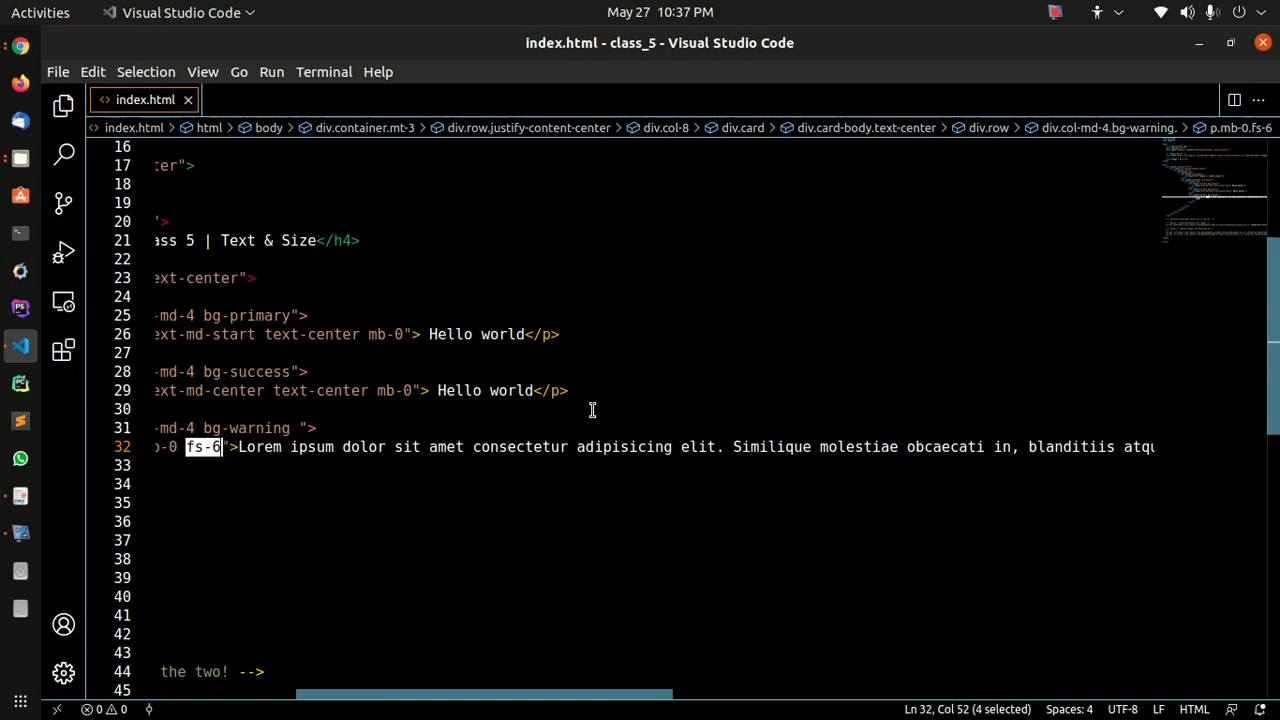 Activities
Visual Studio Code
May 27 10:37 PM
index.html - class_5 - Visual Studio Code
File Edit Selection View Go Run Terminal Help
index.html
index.html > html > body > div.container.mt-3 > div.row.justify-content-center > div.col-8 > div.card > div.card-body.text-center > div.row > div.col-md-4.bg-warning. > p.mb-0.fs-6
16
17 ter">
18
19
20 ">
21 ass 5 | Text & Size</h4>
22
23 ext-center">
24
25 -md-4 bg-primary">
26 ext-md-start text-center mb-0"> Hello world</p>
27
28 -md-4 bg-success">
29 ext-md-center text-center mb-0"> Hello world</p>
30
31 -md-4 bg-warning ">
32 b-0 fs-6">Lorem ipsum dolor sit amet consectetur adipisicing elit. Similique molestiae obcaecati in, blanditiis atqu
33
34
35
36
37
38
39
40
41
42
43
44 the two! -->
45
0 0
Ln 32, Col 52 (4 selected) Spaces: 4 UTF-8 LF HTML